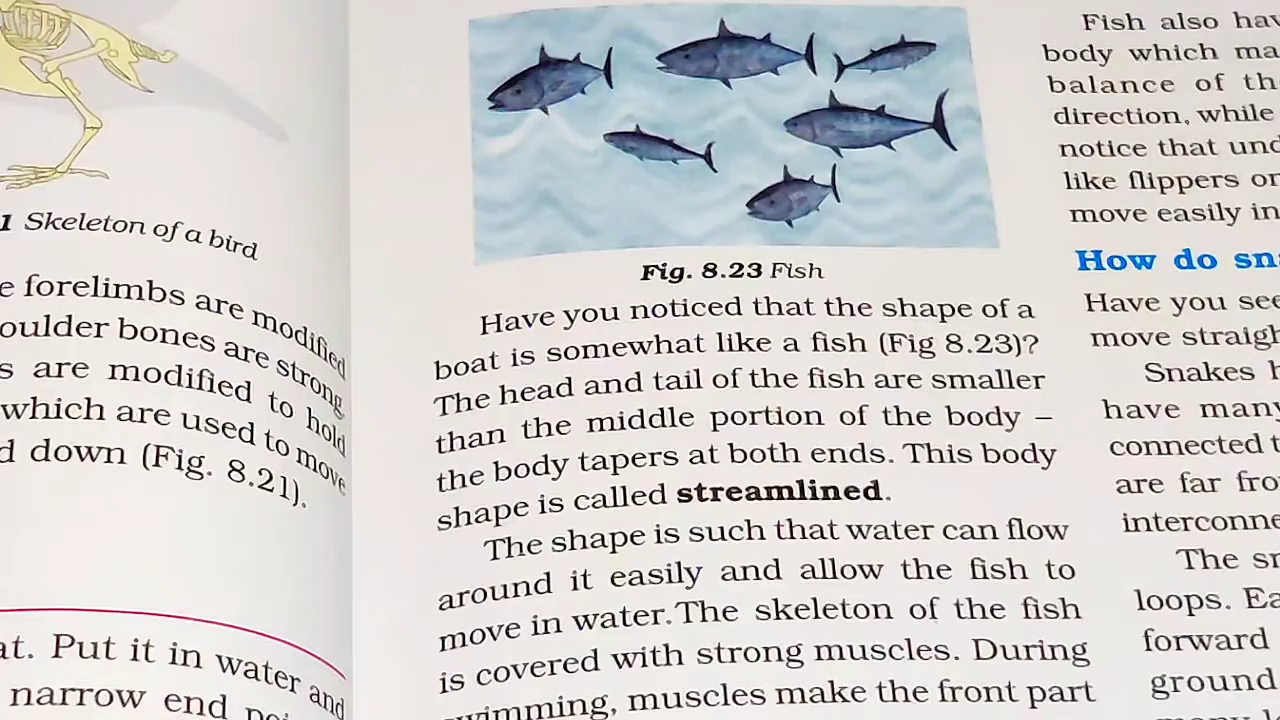 1 Skeleton of a bird
e forelimbs are modified
oulder bones are strong
s are modified to hold
which are used to move
d down (Fig. 8.21).
at. Put it in water and
narrow end
Fig. 8.23 Fish
Have you noticed that the shape of a
boat is somewhat like a fish (Fig 8.23)?
The head and tail of the fish are smaller
than the middle portion of the body –
the body tapers at both ends. This body
shape is called streamlined.
The shape is such that water can flow
around it easily and allow the fish to
move in water. The skeleton of the fish
is covered with strong muscles. During
swimming, muscles make the front part
Fish also hav
body which ma
balance of th
direction, while
notice that und
like flippers on
move easily in
How do sna
Have you see
move straigh
Snakes h
have many
connected t
are far fro
interconne
The sn
loops. Ea
forward
ground